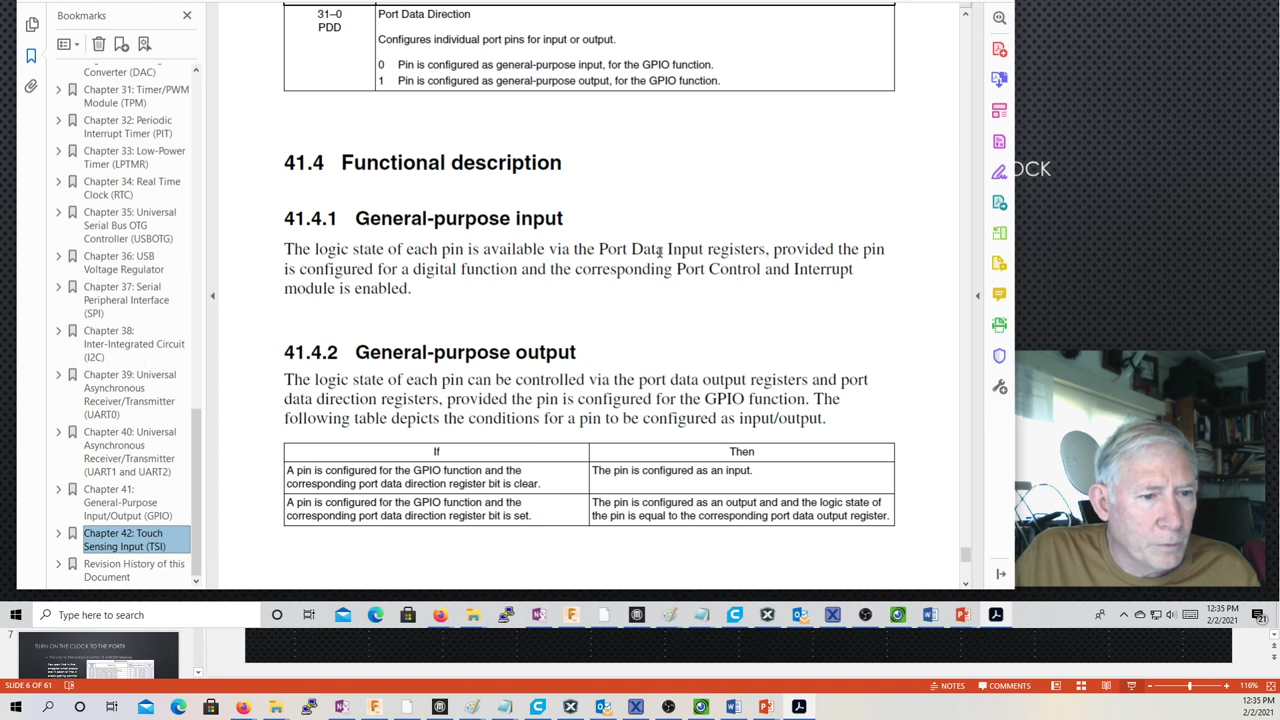 Bookmarks
Converter (DAC)
Chapter 31: Timer/PWM
Module (TPM)
Chapter 32: Periodic
Interrupt Timer (PIT)
Chapter 33: Low-Power
Timer (LPTMR)
Chapter 34: Real Time
Clock (RTC)
Chapter 35: Universal
Serial Bus OTG
Controller (USBOTG)
Chapter 36: USB
Voltage Regulator
Chapter 37: Serial
Peripheral Interface
(SPI)
Chapter 38:
Inter-Integrated Circuit
(I2C)
Chapter 39: Universal
Asynchronous
Receiver/Transmitter
(UART0)
Chapter 40: Universal
Asynchronous
Receiver/Transmitter
(UART1 and UART2)
Chapter 41:
General-Purpose
Input/Output (GPIO)
Chapter 42: Touch
Sensing Input (TSI)
Revision History of this
Document
31–0
PDD
Port Data Direction
Configures individual port pins for input or output.
0 Pin is configured as general-purpose input, for the GPIO function.
1 Pin is configured as general-purpose output, for the GPIO function.
41.4 Functional description
41.4.1 General-purpose input
The logic state of each pin is available via the Port Data Input registers, provided the pin
is configured for a digital function and the corresponding Port Control and Interrupt
module is enabled.
41.4.2 General-purpose output
The logic state of each pin can be controlled via the port data output registers and port
data direction registers, provided the pin is configured for the GPIO function. The
following table depicts the conditions for a pin to be configured as input/output.
If
Then
A pin is configured for the GPIO function and the
corresponding port data direction register bit is clear.
The pin is configured as an input.
A pin is configured for the GPIO function and the
corresponding port data direction register bit is set.
The pin is configured as an output and and the logic state of
the pin is equal to the corresponding port data output register.
OCK
Type here to search
12:35 PM
2/2/2021
21
7
TURN ON THE CLOCK TO THE PORTX
SLIDE 6 OF 61
NOTES
COMMENTS
116%
12:35 PM
2/2/2021